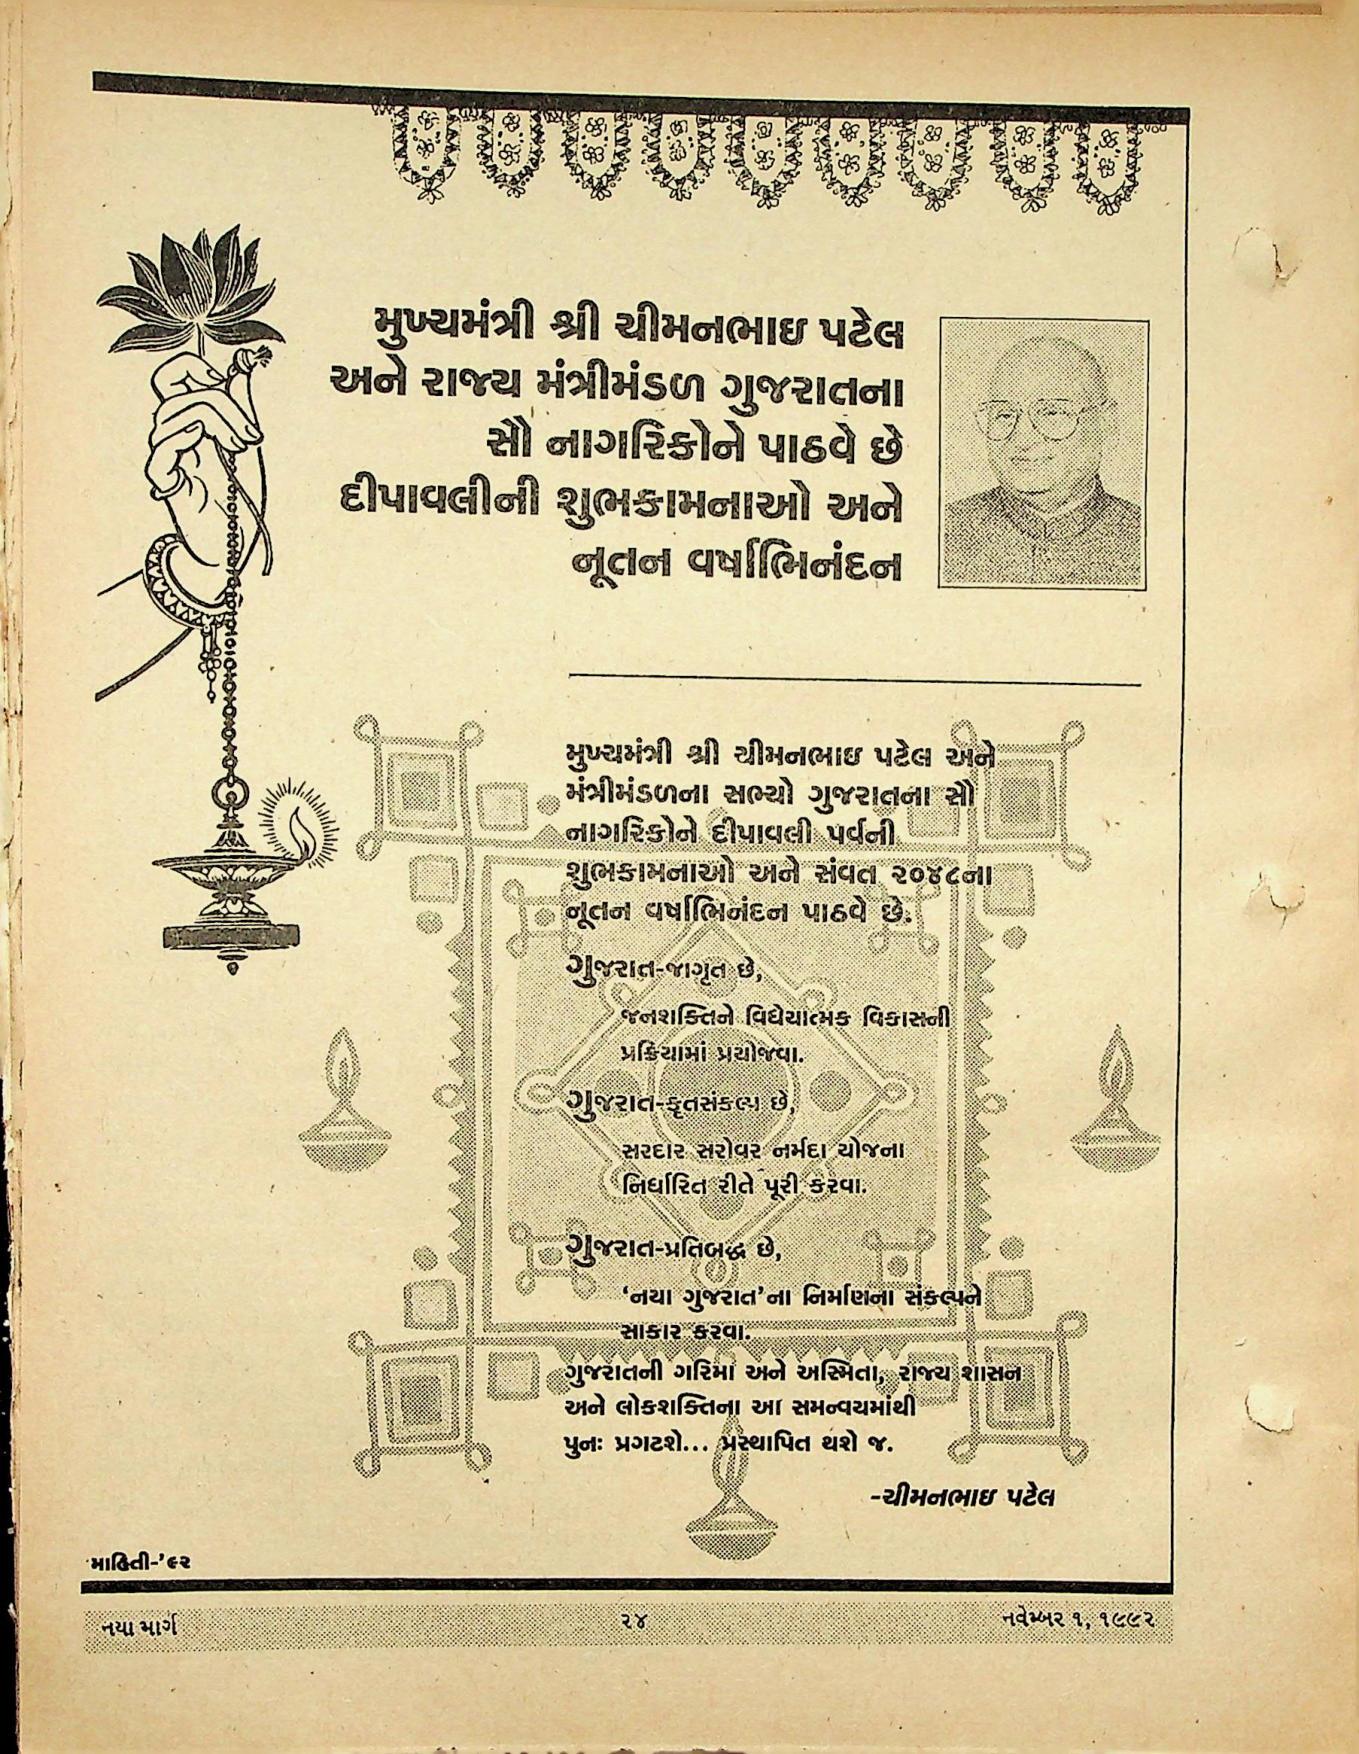 મુખ્યમંત્રી શ્રી ચીમનભાઇ પટેલ
અને રાજ્ય મંત્રીમંડળ ગુજરાતના
સૌ નાગરિકોને પાઠવે છે
દીપાવલીની શુભકામનાઓ અને
નૂતન વર્ષાભિનંદન
મુખ્યમંત્રી શ્રી ચીમનભાઇ પટેલ અને
મંત્રીમંડળના સભ્યો ગુજરાતના સૌ
નાગરિકોને દીપાવલી પર્વની
શુભકામનાઓ અને સંવત ૨૦૪૮ના
નૂતન વર્ષાભિનંદન પાઠવે છે.
ગુજરાત-જાગૃત છે,
જનશક્તિને વિધેયાત્મક વિકાસની
પ્રક્રિયામાં પ્રયોજવા.
ગુજરાત-કૃતસંકલ્પ છે,
સરદાર સરોવર નર્મદા યોજના
નિર્ધારિત રીતે પૂરી કરવા.
ગુજરાત-પ્રતિબદ્ધ છે,
‘નયા ગુજરાત’ના નિર્માણના સંકલ્પને
સાકાર કરવા.
ગુજરાતની ગરિમા અને અસ્મિતા, રાજ્ય શાસન
અને લોકશક્તિના આ સમન્વયમાંથી
પુનઃ પ્રગટશે... પ્રસ્થાપિત થશે જ.
-ચીમનભાઇ પટેલ
માહિતી-’૯૨
નયા માર્ગ
૨૪
નવેમ્બર ૧, ૧૯૯૨